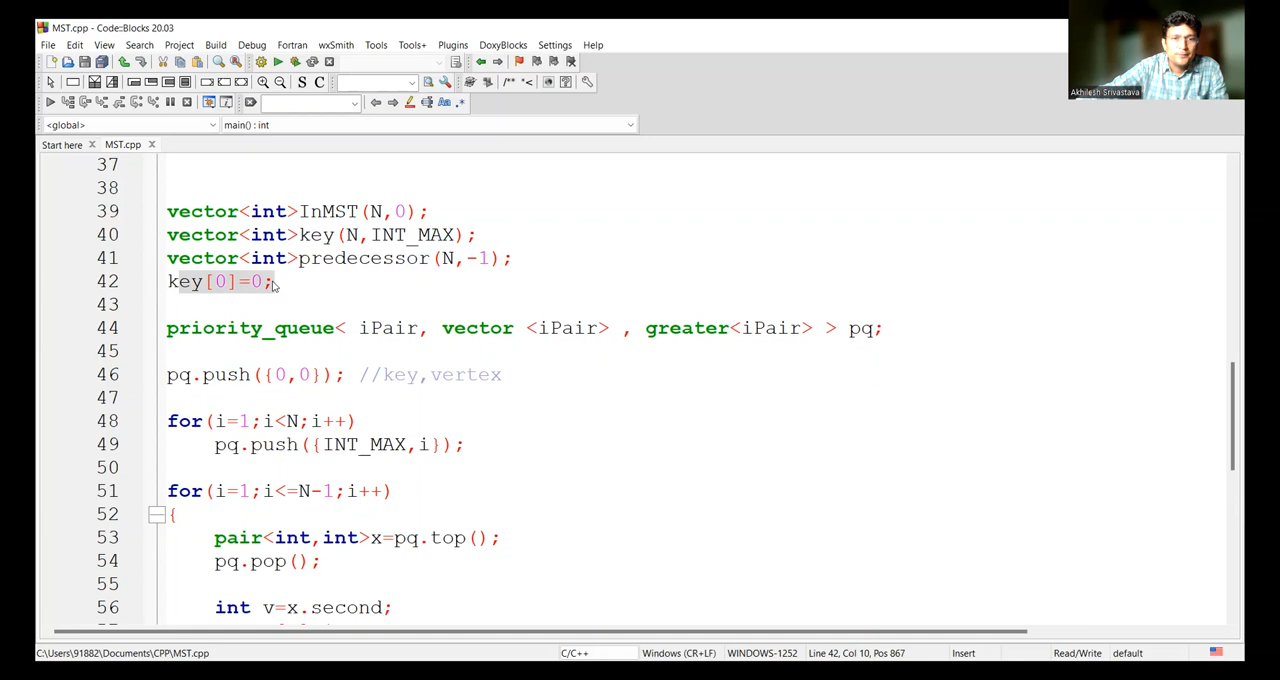 MST.cpp - Code::Blocks 20.03
File Edit View Search Project Build Debug Fortran wxSmith Tools Tools+ Plugins DoxyBlocks Settings Help
S C /** *<
Aa .*
<global> main() : int
Start here MST.cpp
Akhilesh Srivastava
37
38
39 vector<int>InMST(N,0);
40 vector<int>key(N,INT_MAX);
41 vector<int>predecessor(N,-1);
42 key[0]=0;
43
44 priority_queue< iPair, vector <iPair> , greater<iPair> > pq;
45
46 pq.push({0,0}); //key,vertex
47
48 for(i=1;i<N;i++)
49 pq.push({INT_MAX,i});
50
51 for(i=1;i<=N-1;i++)
52 {
53 pair<int,int>x=pq.top();
54 pq.pop();
55
56 int v=x.second;
C:\Users\91882\Documents\CPP\MST.cpp C/C++ Windows (CR+LF) WINDOWS-1252 Line 42, Col 10, Pos 867 Insert Read/Write default